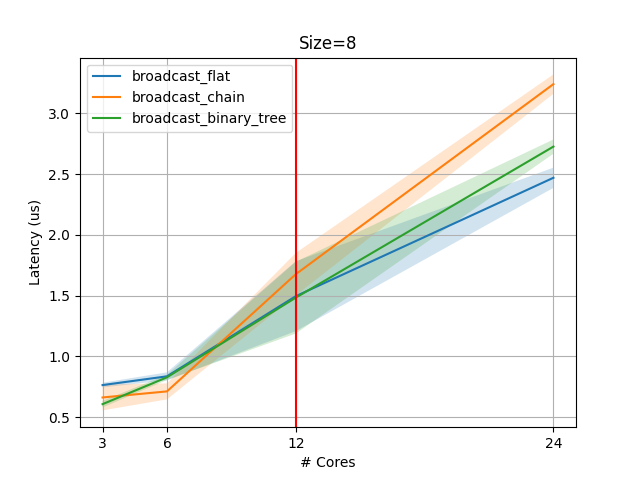 Size=8
broadcast_flat
broadcast_chain
broadcast_binary_tree
Latency (us)
3.0
2.5
2.0
1.5
1.0
0.5
3 6 12 24
# Cores